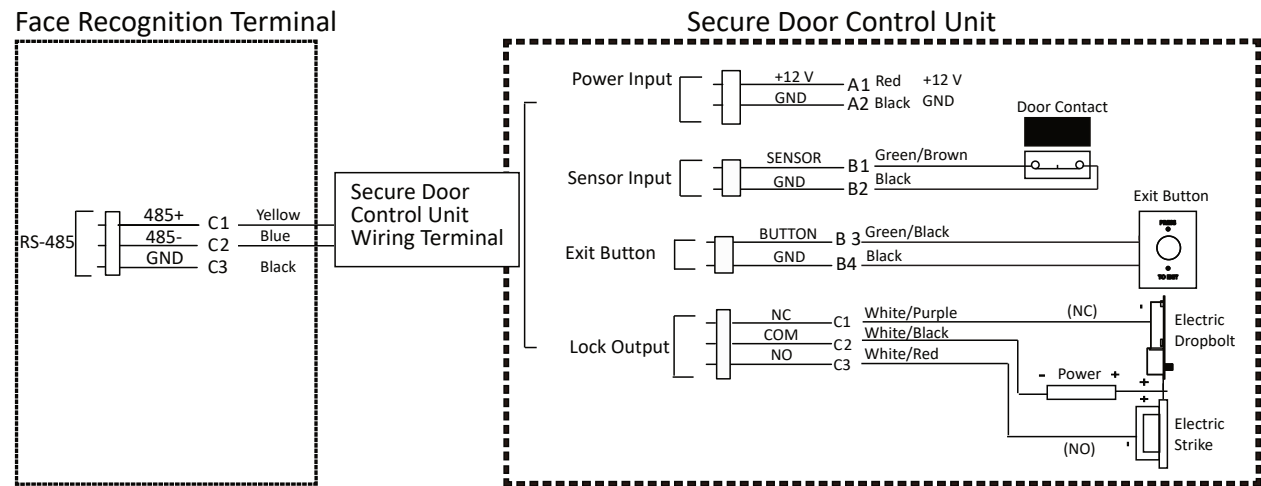 Face Recognition Terminal
RS-485
485+ C1 Yellow
485- C2 Blue
GND C3 Black
Secure Door
Control Unit
Wiring Terminal
Secure Door Control Unit
Power Input
+12 V A1 Red +12 V
GND A2 Black GND
Door Contact
Sensor Input
SENSOR B1 Green/Brown
GND B2 Black
Exit Button
Exit Button
BUTTON B 3 Green/Black
GND B4 Black
PRESS
TO EXIT
Lock Output
NC C1 White/Purple (NC)
COM C2 White/Black
NO C3 White/Red
-
Electric
Dropbolt
- Power +
+
+
-
(NO)
Electric
Strike